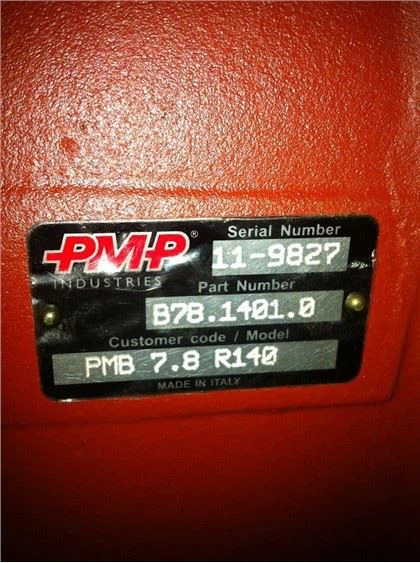 PMP®
INDUSTRIES
Serial Number
11-9827
Part Number
B78.1401.0
Customer code / Model
PMB 7.8 R140
MADE IN ITALY